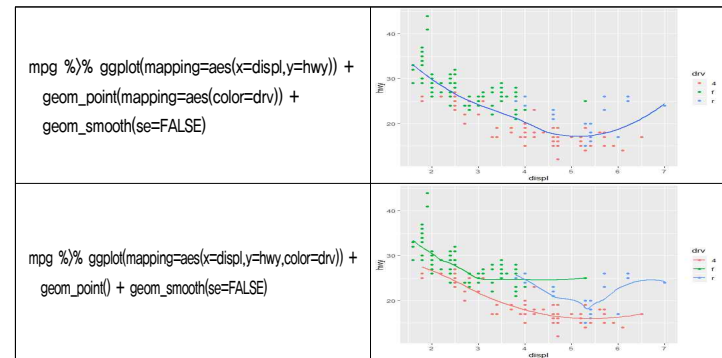 mpg %>% ggplot(mapping=aes(x=displ,y=hwy)) +
geom_point(mapping=aes(color=drv)) +
geom_smooth(se=FALSE)
40
30
20
hwy
2
3
4
5
6
7
displ
drv
4
f
r
mpg %>% ggplot(mapping=aes(x=displ,y=hwy,color=drv)) +
geom_point() + geom_smooth(se=FALSE)
40
30
20
hwy
2
3
4
5
6
7
displ
drv
4
f
r